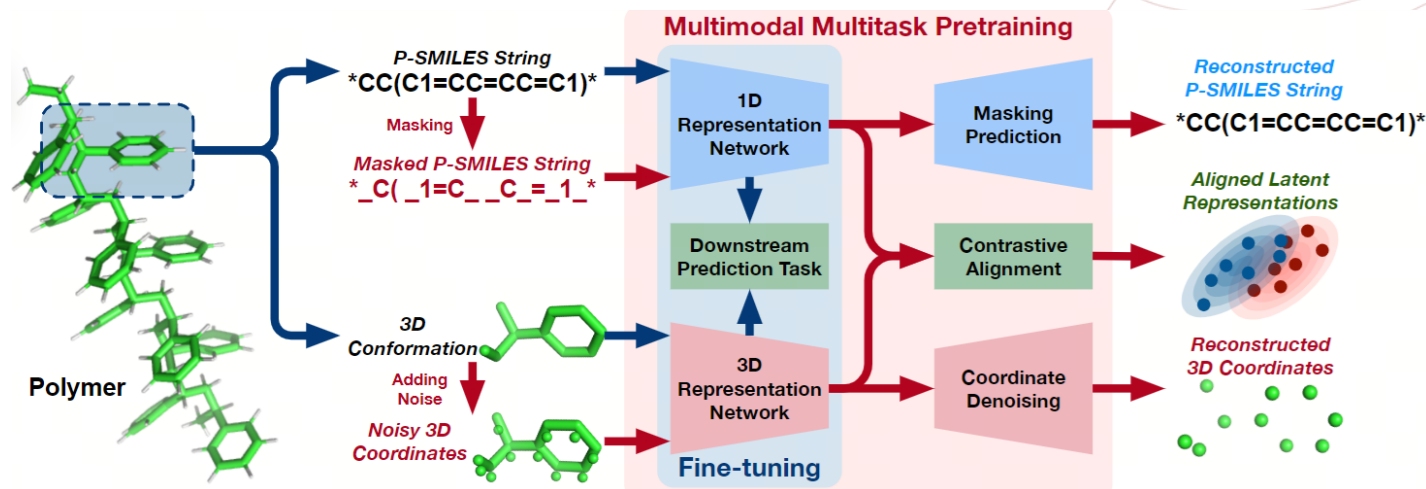 Multimodal Multitask Pretraining
P-SMILES String
*CC(C1=CC=CC=C1)*
Masking
Masked P-SMILES String
*_C( _1=C_ _C_=_1_*
1D
Representation
Network
Masking
Prediction
Reconstructed
P-SMILES String
*CC(C1=CC=CC=C1)*
Downstream
Prediction Task
Contrastive
Alignment
Aligned Latent
Representations
Polymer
3D
Conformation
Adding
Noise
Noisy 3D
Coordinates
3D
Representation
Network
Coordinate
Denoising
Reconstructed
3D Coordinates
Fine-tuning